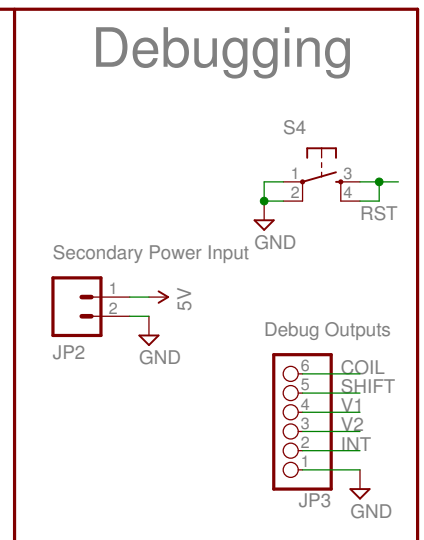 Debugging
S4
1
3
2
4
RST
GND
Secondary Power Input
1
5V
2
JP2
GND
Debug Outputs
6 COIL
5 SHIFT
4 V1
3 V2
2 INT
1
JP3
GND